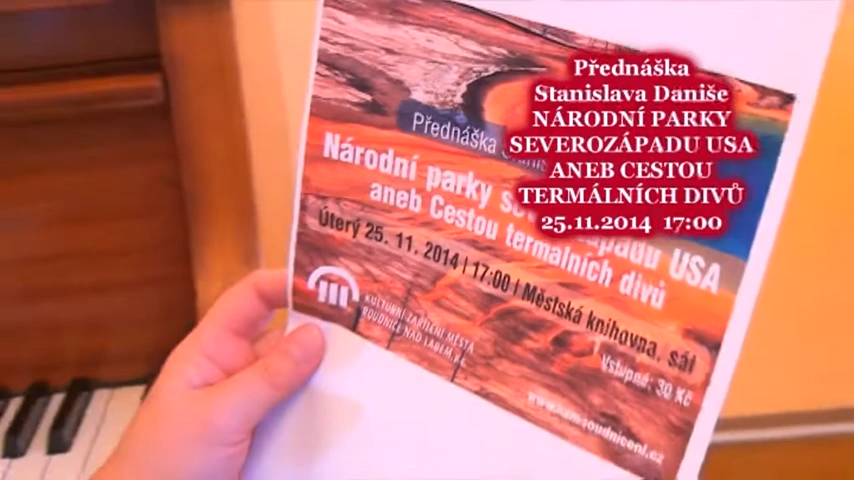 Přednáška
Stanislava Daniše
NÁRODNÍ PARKY
SEVEROZÁPADU USA
ANEB CESTOU
TERMÁLNÍCH DIVŮ
25.11.2014 17:00
Přednáška
Národní parky
USA
aneb Cestou termalních divů
Úterý 25. 11. 2014 | 17:00 | Městská knihovna, sál
Vstupné: 30 Kč
KULTURNÍ ZAŘÍZENÍ MĚSTA
ROUDNICE NAD LABEM,